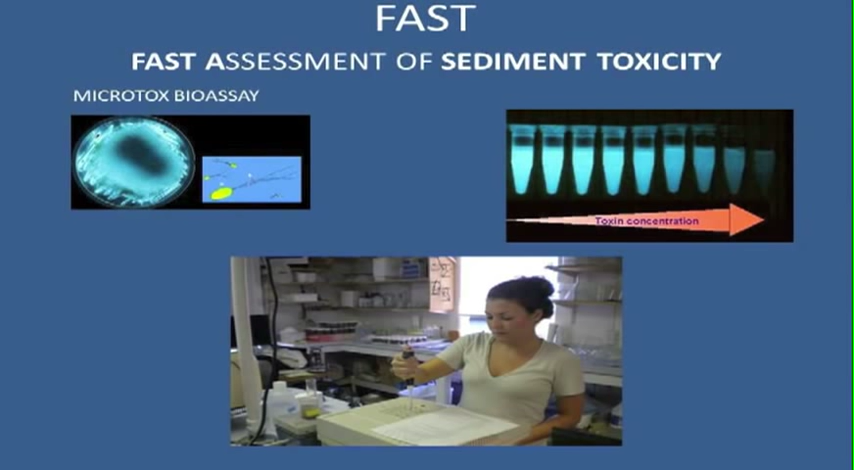 FAST
FAST ASSESSMENT OF SEDIMENT TOXICITY
MICROTOX BIOASSAY
Toxin concentration